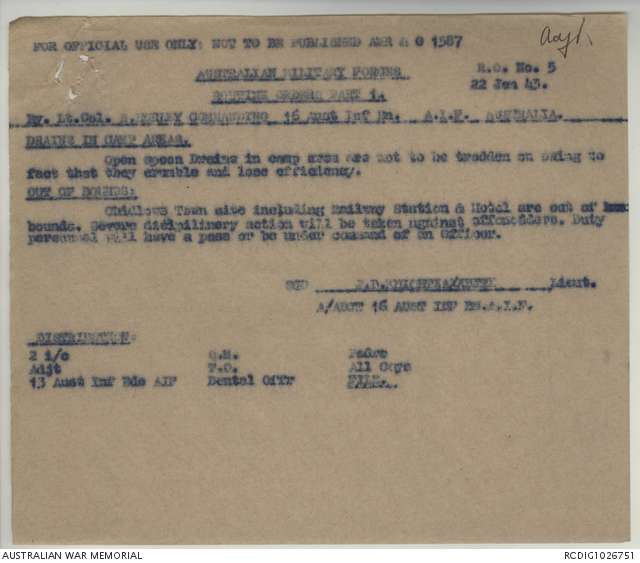 Adjt.
FOR OFFICIAL USE ONLY: NOT TO BE PUBLISHED AMR & O 1587
AUSTRALIAN MILITARY FORCES
R.O. No. 5
ROUTINE ORDERS PART 1.
22 Jan 43.
By. Lt.Col. COMMANDING 16 Aust Inf Bn. A.I.F. AUSTRALIA.
DRAINS IN CAMP AREAS.
Open spoon Drains in camp area are not to be trodden on owing to
fact that they crumble and lose efficiency.
OUT OF BOUNDS:
Chidlows Town site including Railway Station & Hotel are out of
bounds. Severe diciplinery action will be taken against offenedders. Duty
personnel will have a pass or be under command of an Officer.
SGD Lieut.
A/ADJT 16 AUST INF BN.A.I.F.
DISTRIBUTION:
2 i/c Q.M. Padre
Adjt T.O. All Coys
13 Aust Inf Bde AIF Dental Offr
AUSTRALIAN WAR MEMORIAL
RCDIG1026751